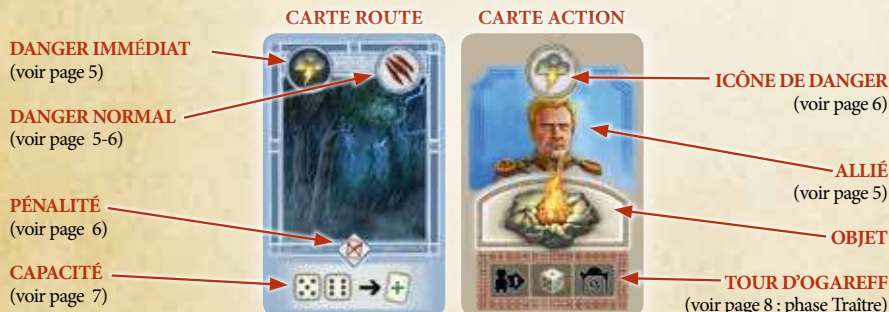 CARTE ROUTE
CARTE ACTION
DANGER IMMÉDIAT
(voir page 5)
DANGER NORMAL
(voir page 5-6)
PÉNALITÉ
(voir page 6)
CAPACITÉ
(voir page 7)
ICÔNE DE DANGER
(voir page 6)
ALLIÉ
(voir page 5)
OBJET
TOUR D'OGAREFF
(voir page 8 : phase Traître)